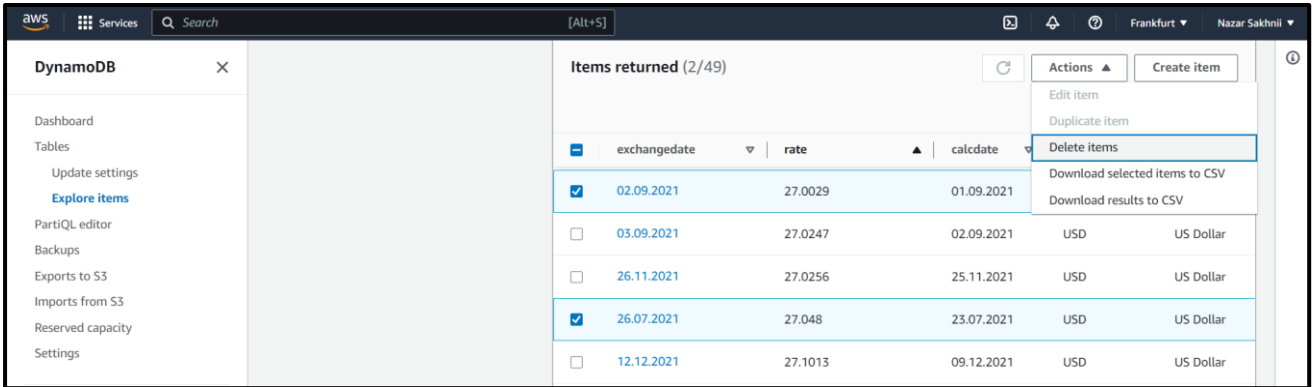 aws Services Search [Alt+S] Frankfurt ▼ Nazar Sakhnii ▼
DynamoDB
Dashboard
Tables
Update settings
Explore items
PartiQL editor
Backups
Exports to S3
Imports from S3
Reserved capacity
Settings
Items returned (2/49)
Actions ▲ Create item
Edit item
Duplicate item
Delete items
Download selected items to CSV
Download results to CSV
exchangedate rate calcdate
02.09.2021 27.0029 01.09.2021
03.09.2021 27.0247 02.09.2021 USD US Dollar
26.11.2021 27.0256 25.11.2021 USD US Dollar
26.07.2021 27.048 23.07.2021 USD US Dollar
12.12.2021 27.1013 09.12.2021 USD US Dollar